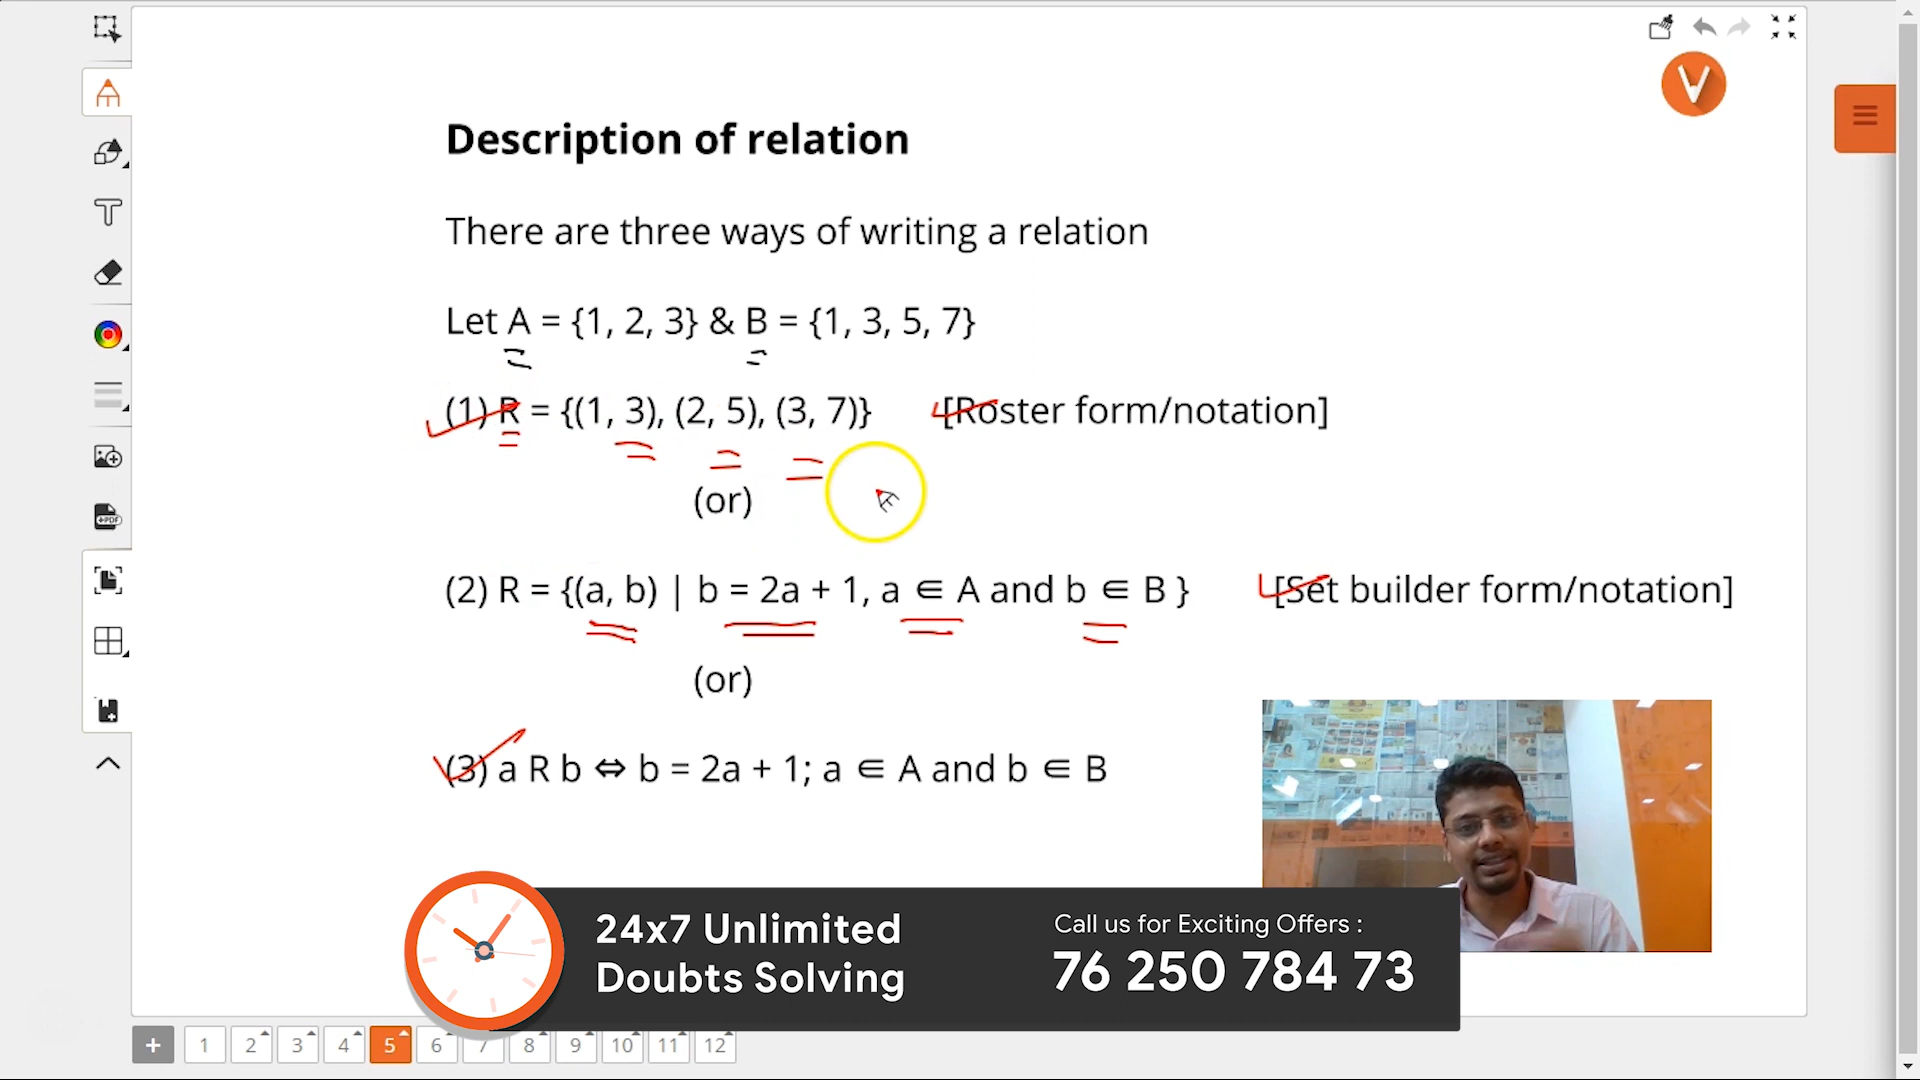 Description of relation
There are three ways of writing a relation
Let A = {1, 2, 3} & B = {1, 3, 5, 7}
(1) R = {(1, 3), (2, 5), (3, 7)} [Roster form/notation]
(or)
(2) R = {(a, b) | b = 2a + 1, a ∈ A and b ∈ B } [Set builder form/notation]
(or)
(3) a R b ⇔ b = 2a + 1; a ∈ A and b ∈ B
24x7 Unlimited
Doubts Solving
Call us for Exciting Offers :
76 250 784 73
+ 1 2 3 4 5 6 7 8 9 10 11 12